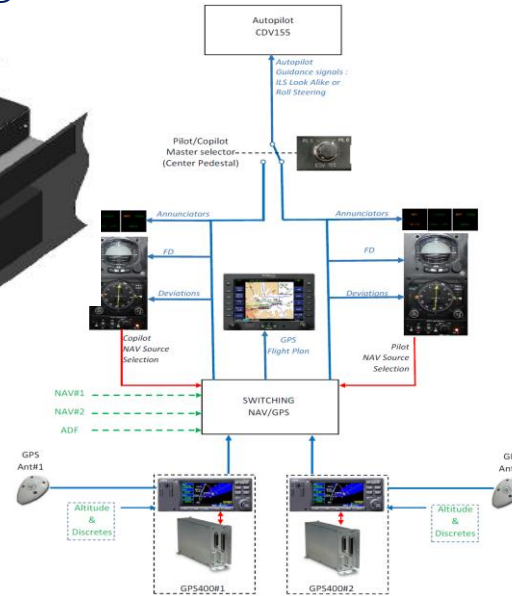 Autopilot
CDV155
Autopilot
Guidance signals :
ILS Look Alike or
Roll Steering
Pilot/Copilot
Master selector
(Center Pedestal)
Annunciators
Annunciators
FD
FD
Deviations
Deviations
Copilot
NAV Source
Selection
GPS
Flight Plan
Pilot
NAV Source
Selection
NAV#1
NAV#2
ADF
SWITCHING
NAV/GPS
GPS
Ant#1
Altitude
&
Discretes
Altitude
&
Discretes
GPS400#1
GPS400#2